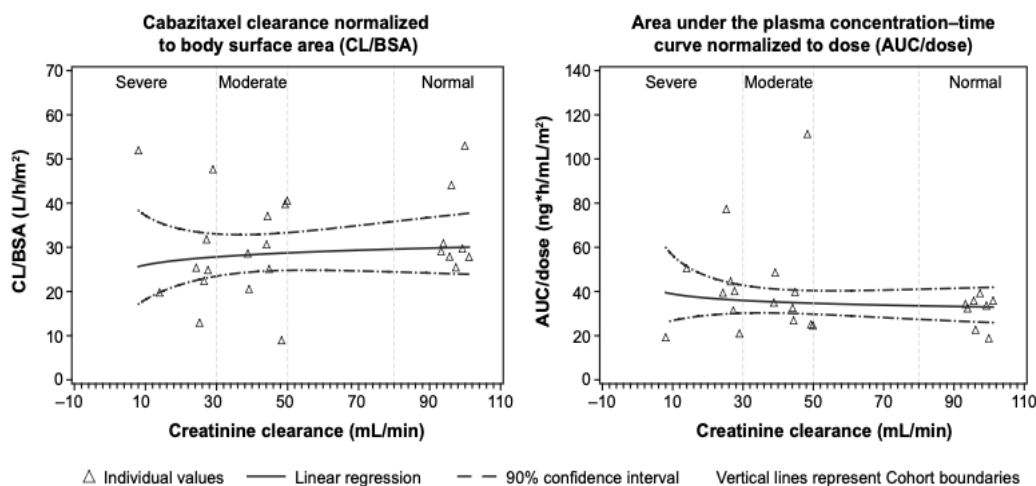 Cabazitaxel clearance normalized
to body surface area (CL/BSA)
70
60
50
40
30
20
10
0
CL/BSA (L/h/m²)
Severe
Moderate
Normal
–10
10
30
50
70
90
110
Creatinine clearance (mL/min)
Area under the plasma concentration–time
curve normalized to dose (AUC/dose)
140
120
100
80
60
40
20
0
AUC/dose (ng*h/mL/m²)
Severe
Moderate
Normal
–10
10
30
50
70
90
110
Creatinine clearance (mL/min)
Individual values
Linear regression
90% confidence interval
Vertical lines represent Cohort boundaries